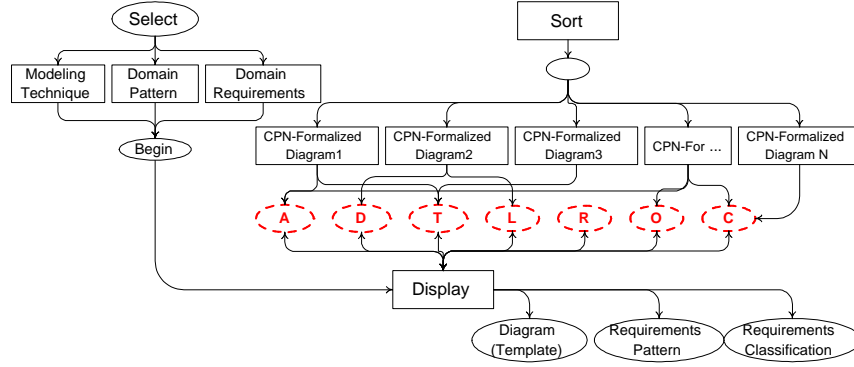 Select
Sort
Modeling
Technique
Domain
Pattern
Domain
Requirements
Begin
CPN-Formalized
Diagram1
CPN-Formalized
Diagram2
CPN-Formalized
Diagram3
CPN-For ...
CPN-Formalized
Diagram N
A
D
T
L
R
O
C
Display
Diagram
(Template)
Requirements
Pattern
Requirements
Classification